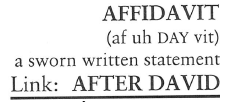 AFFIDAVIT
(af uh DAY vit)
a sworn written statement
Link: AFTER DAVID